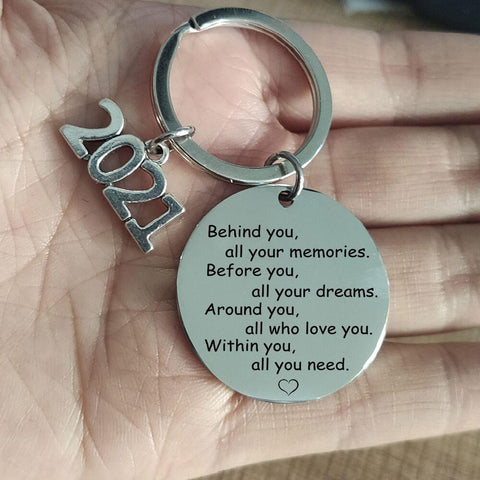 2021
Behind you,
all your memories.
Before you,
all your dreams.
Around you,
all who love you.
Within you,
all you need.